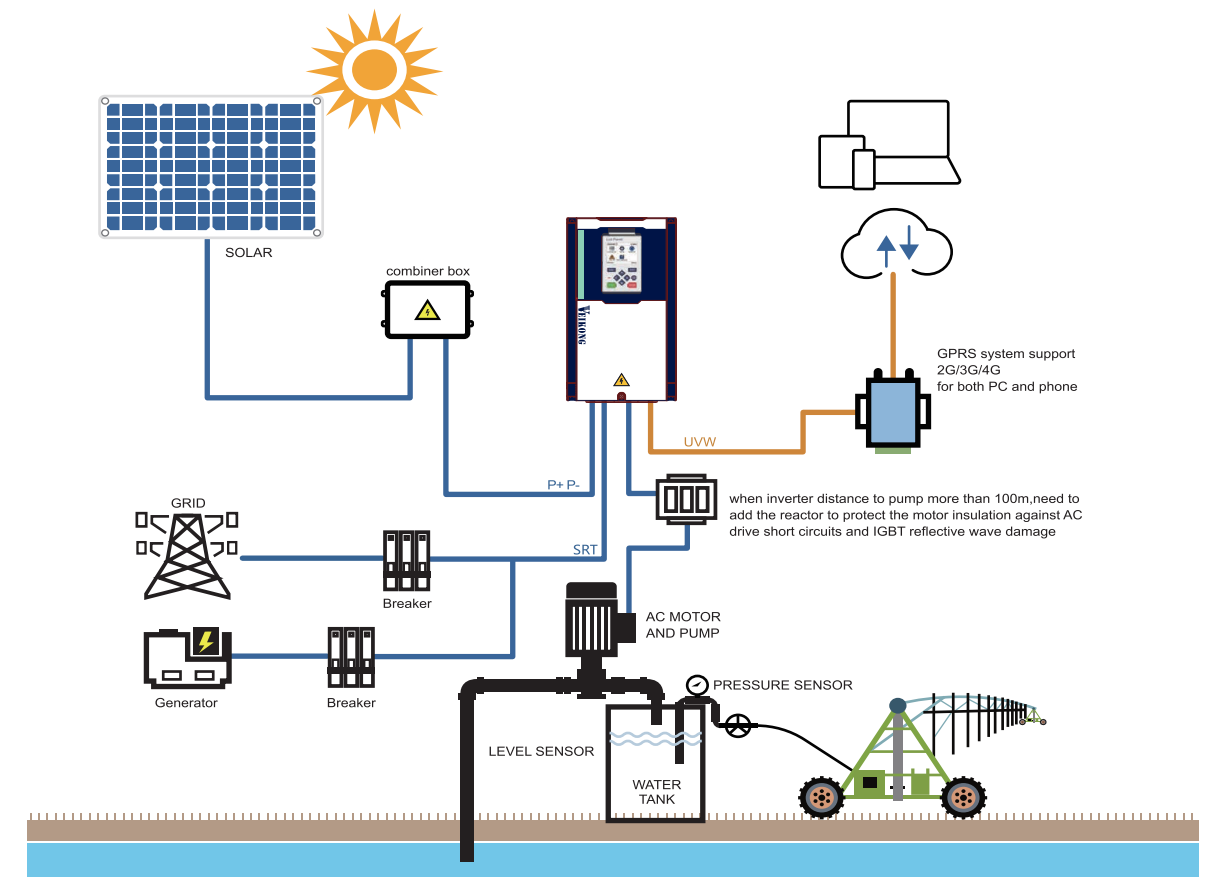 SOLAR
combiner box
VEIKONG
GPRS system support
2G/3G/4G
for both PC and phone
UVW
P+ P-
when inverter distance to pump more than 100m,need to
add the reactor to protect the motor insulation against AC
drive short circuits and IGBT reflective wave damage
GRID
SRT
Breaker
AC MOTOR
AND PUMP
Generator
Breaker
PRESSURE SENSOR
LEVEL SENSOR
WATER
TANK